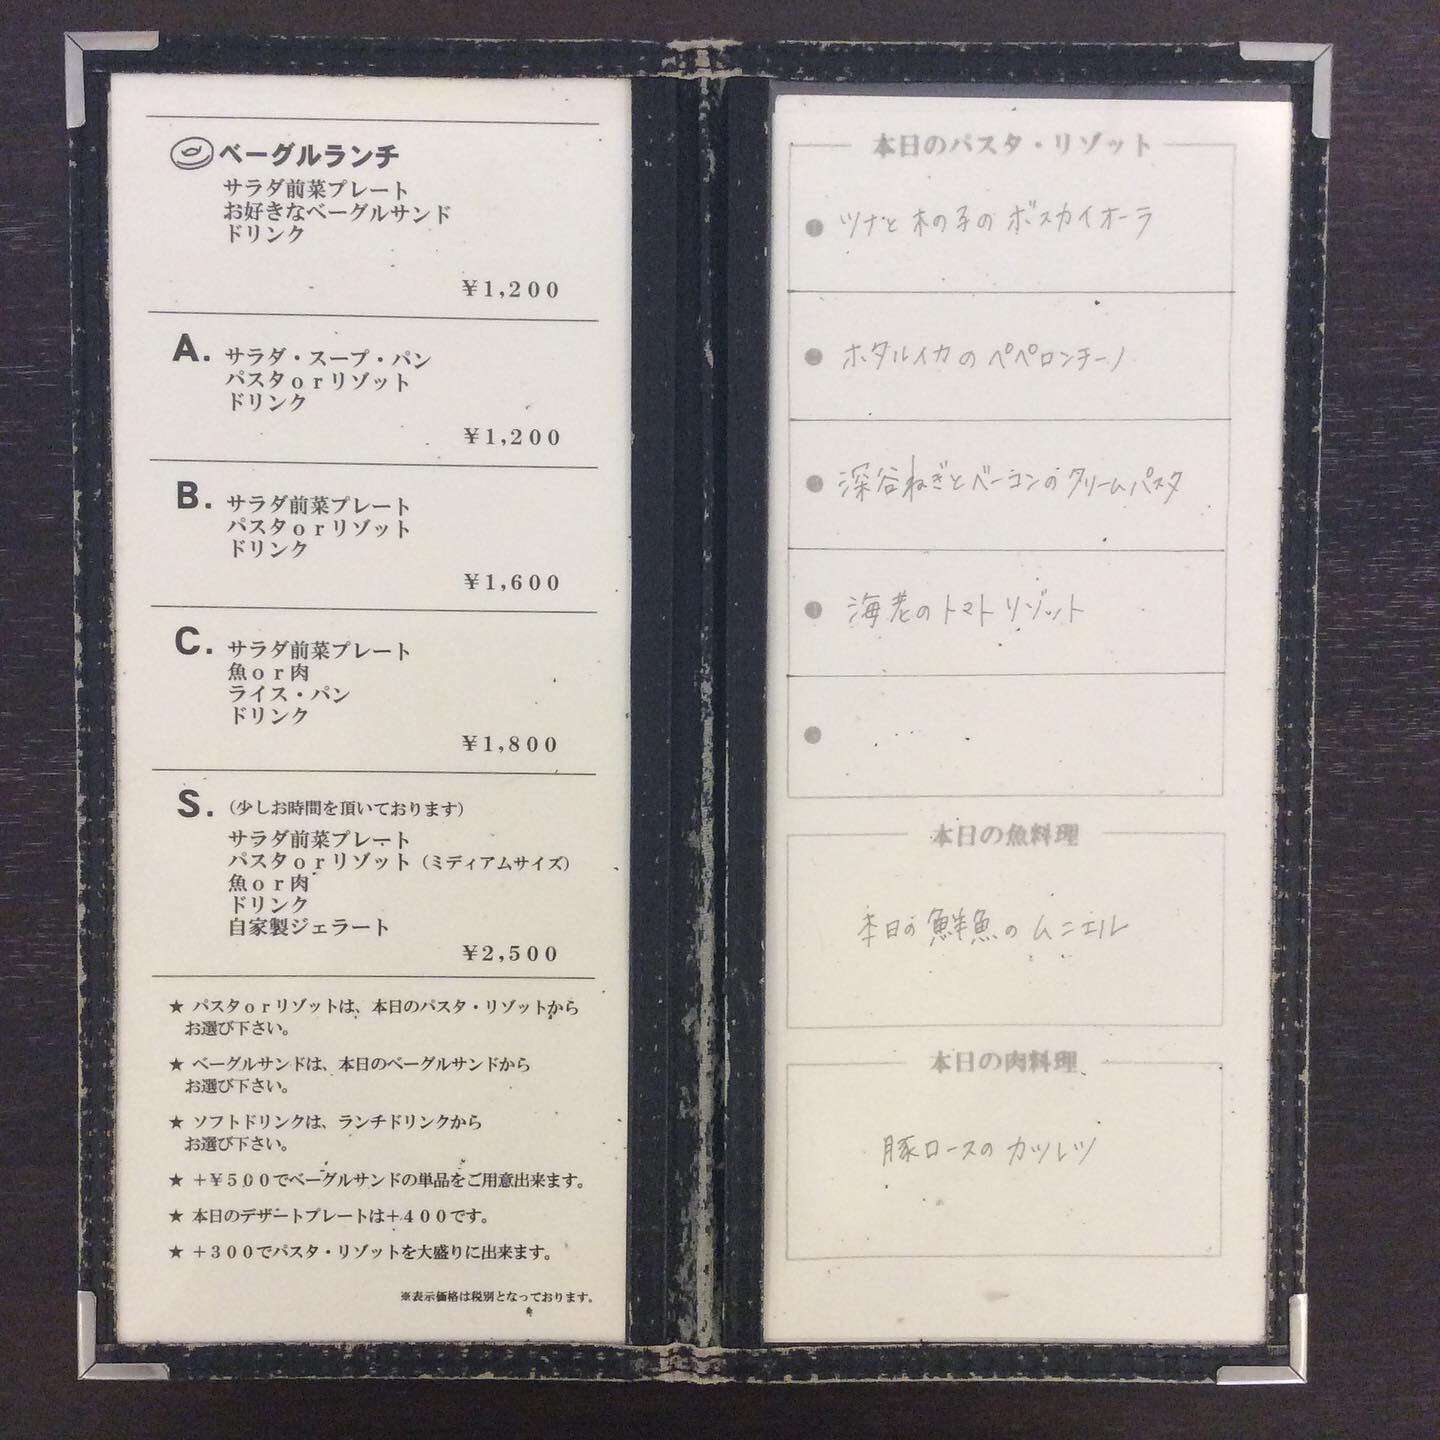 ベーグルランチ
サラダ前菜プレート
お好きなベーグルサンド
ドリンク
¥1,200
A. サラダ・スープ・パン
パスタorリゾット
ドリンク
¥1,200
B. サラダ前菜プレート
パスタorリゾット
ドリンク
¥1,600
C. サラダ前菜プレート
魚or肉
ライス・パン
ドリンク
¥1,800
S. (少しお時間を頂いております)
サラダ前菜プレート
パスタorリゾット(ミディアムサイズ)
魚or肉
ドリンク
自家製ジェラート
¥2,500
★ パスタorリゾットは、本日のパスタ・リゾットから
お選び下さい。
★ ベーグルサンドは、本日のベーグルサンドから
お選び下さい。
★ ソフトドリンクは、ランチドリンクから
お選び下さい。
★ +¥500でベーグルサンドの単品をご用意出来ます。
★ 本日のデザートプレートは+400です。
★ +300でパスタ・リゾットを大盛りに出来ます。
※表示価格は税別となっております。
本日のパスタ・リゾット
● ツナと木の子のボスカイオーラ
● ホタルイカのペペロンチーノ
● 深谷ねぎとベーコンのクリームパスタ
● 海老のトマトリゾット
●
本日の魚料理
本日の鮮魚のムニエル
本日の肉料理
豚ロースのカツレツ